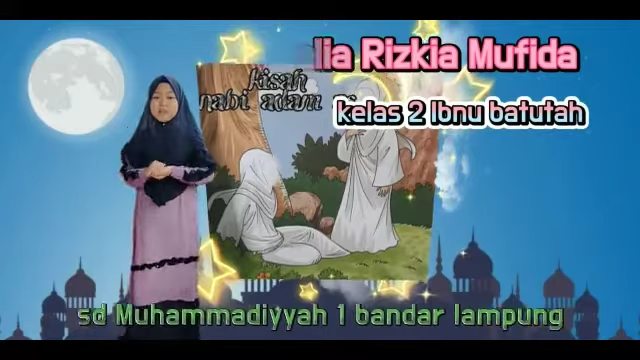 lia Rizkia Mufida
kisah
nabi adam
kelas 2 Ibnu batutah
sd Muhammadiyyah 1 bandar lampung